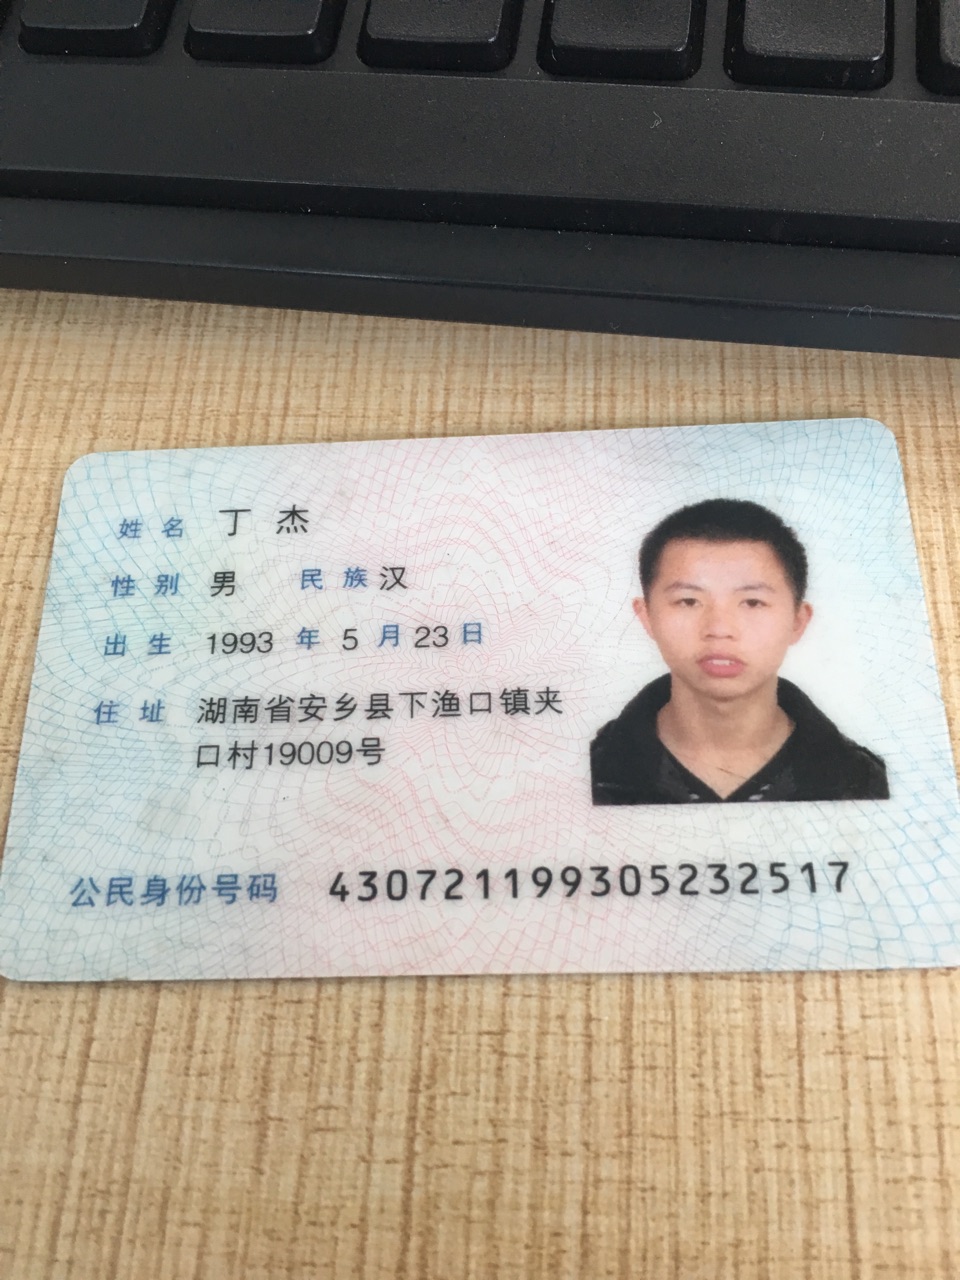 姓名 丁杰
性别 男 民族 汉
出生 1993 年 5 月 23 日
住址 湖南省安乡县下渔口镇夹
口村19009号
公民身份号码 430721199305232517